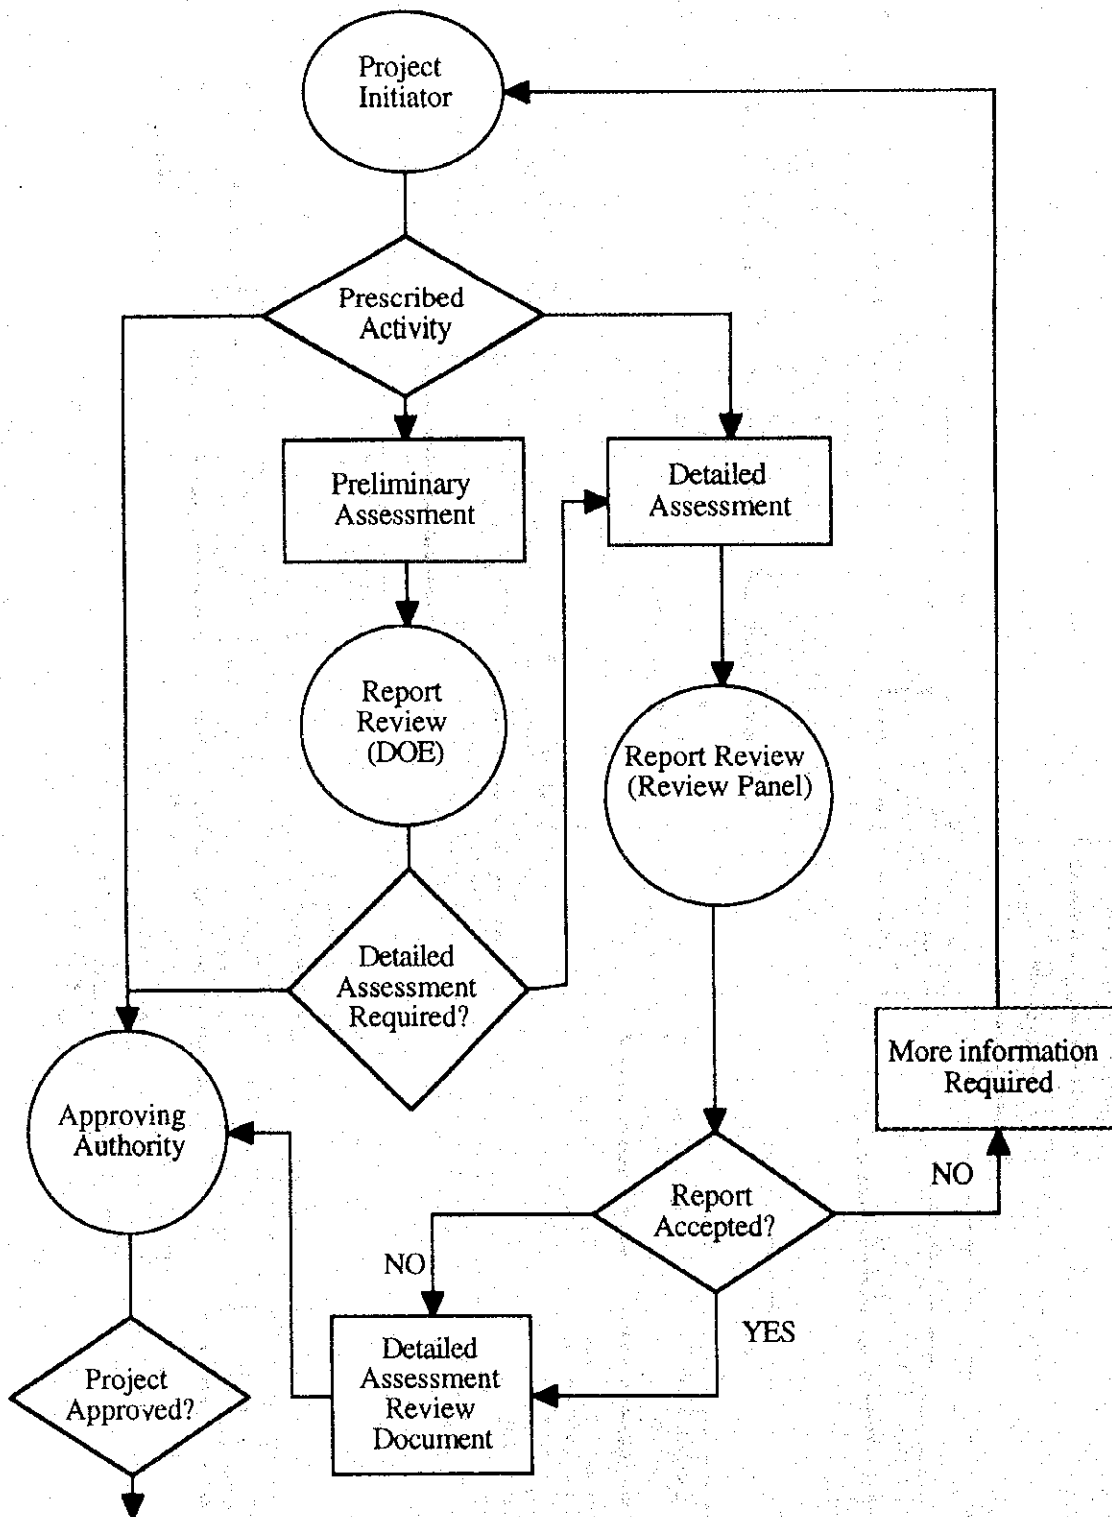 Project
Initiator
Prescribed
Activity
Preliminary
Assessment
Detailed
Assessment
Report
Review
(DOE)
Report Review
(Review Panel)
Detailed
Assessment
Required?
More information
Required
Approving
Authority
NO
Report
Accepted?
NO
YES
Detailed
Assessment
Review
Document
Project
Approved?